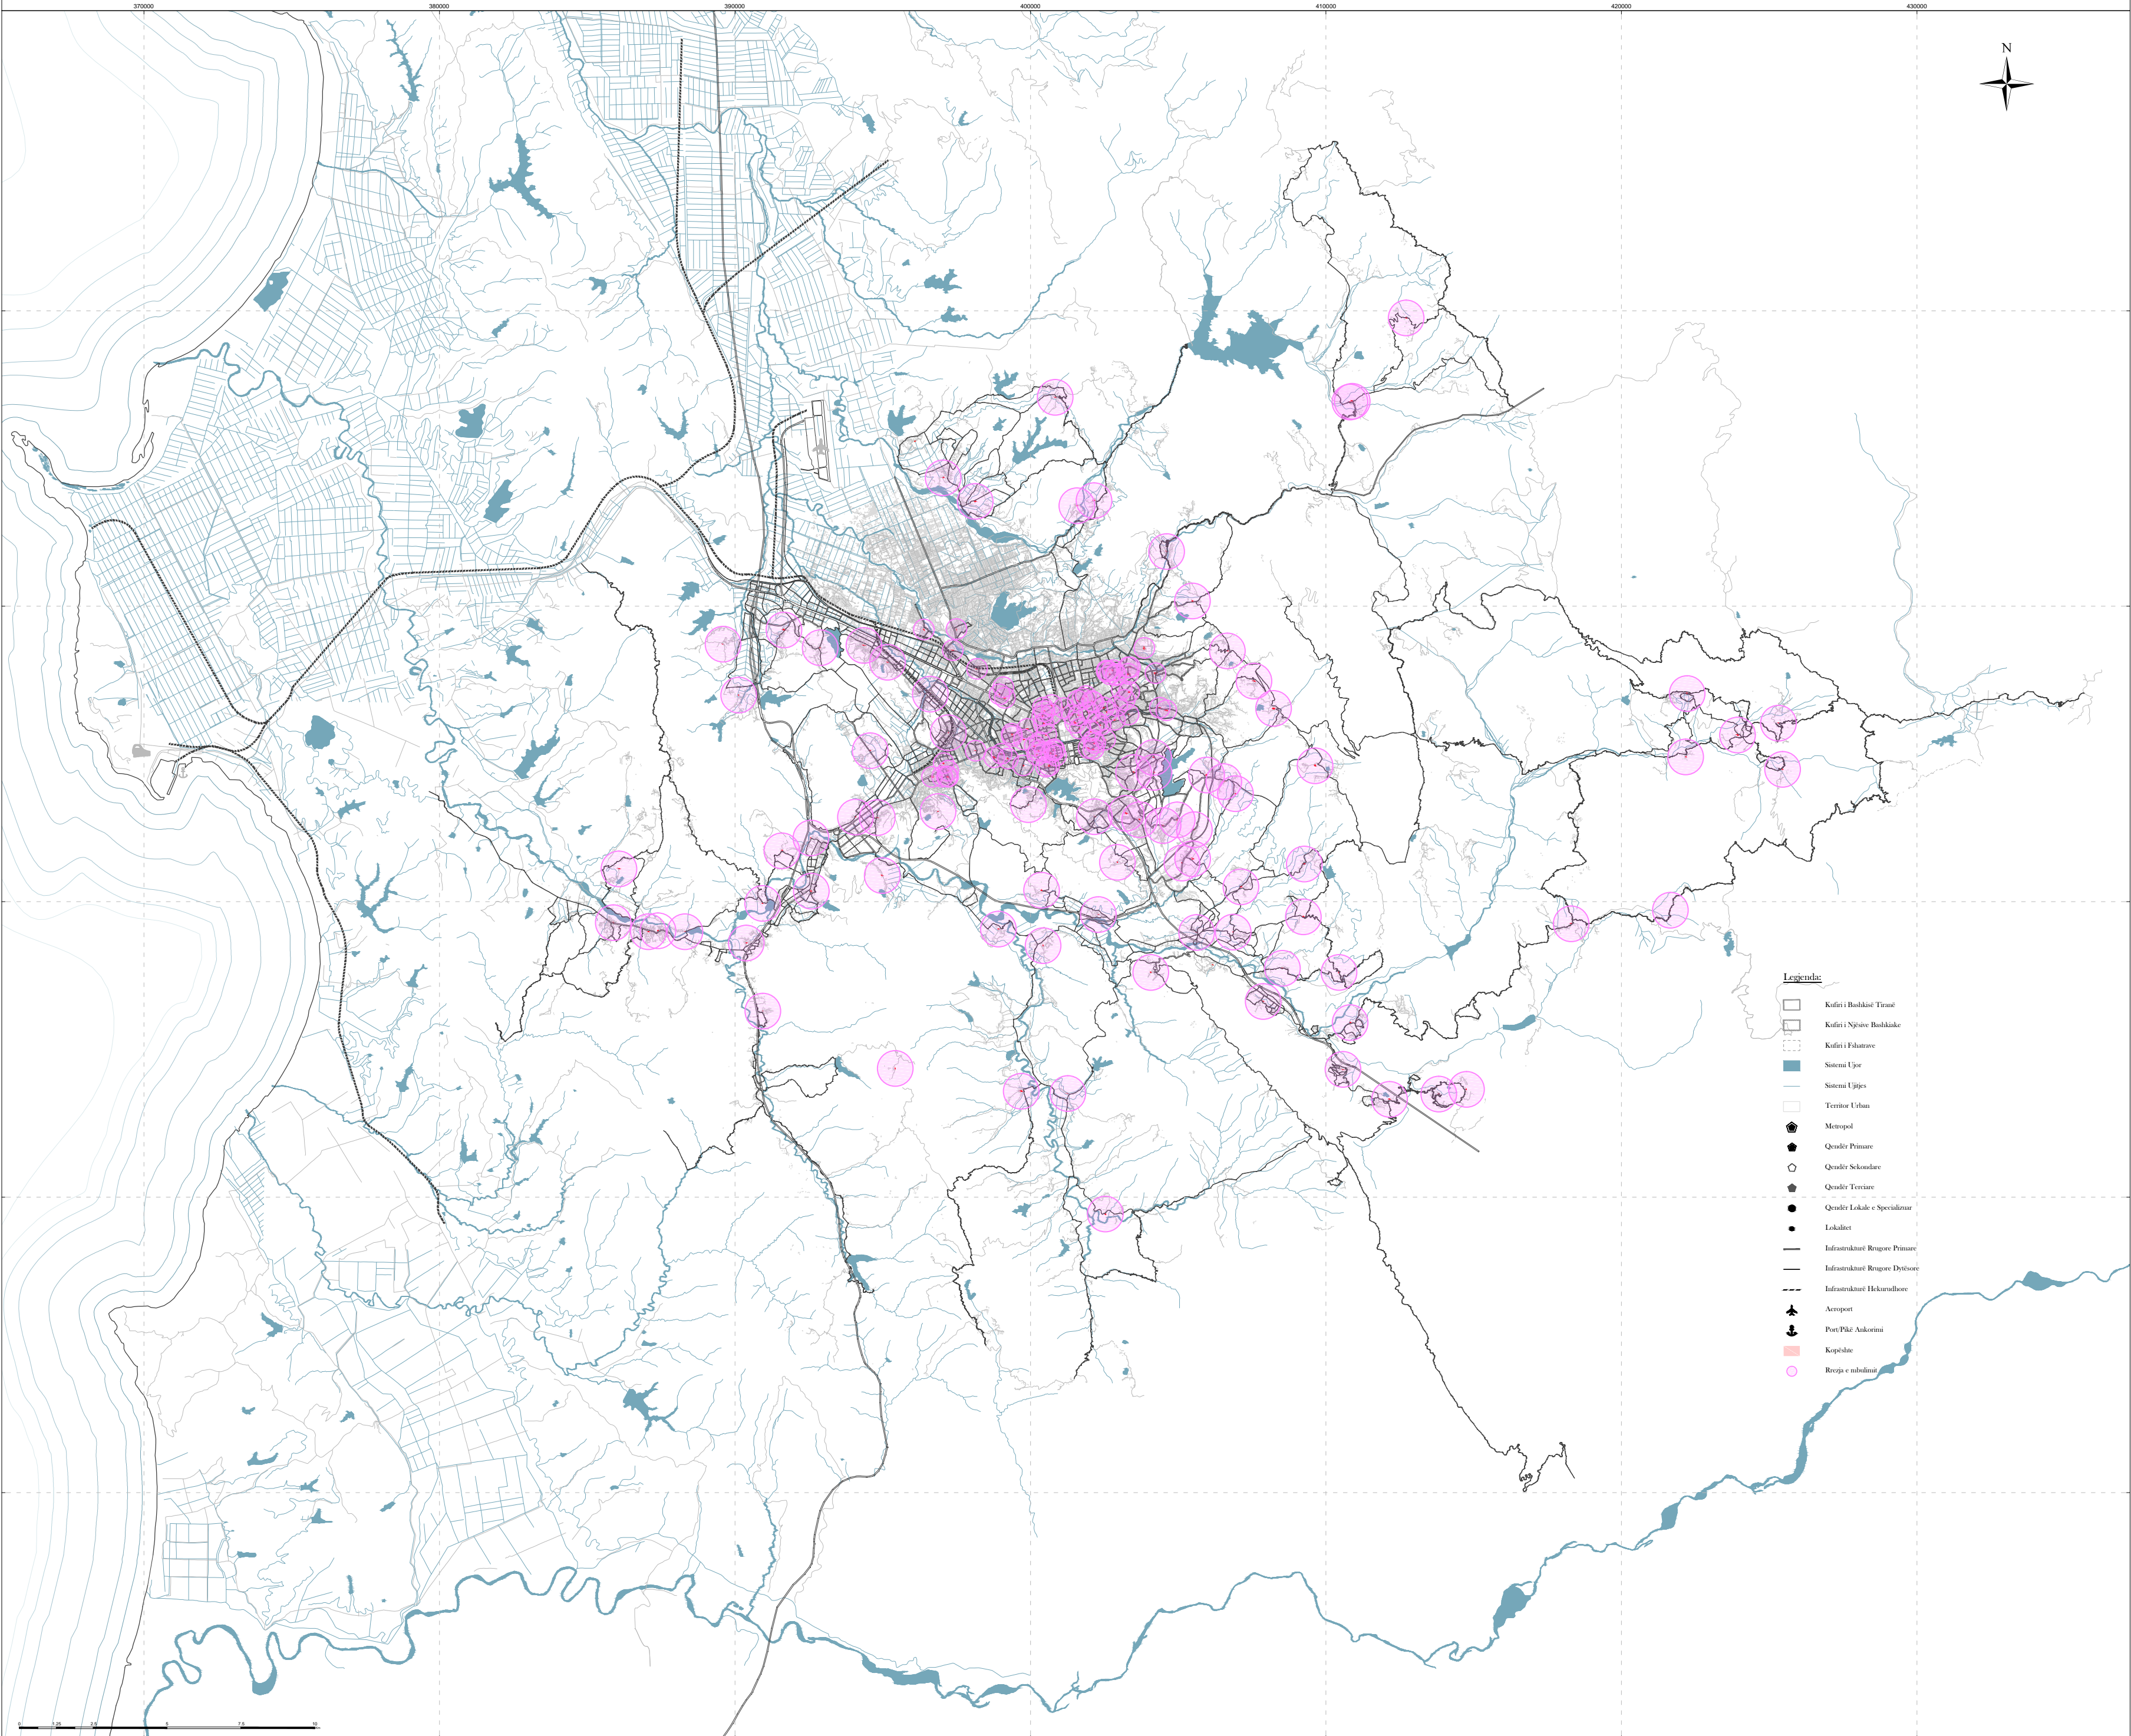 370000 380000 390000 400000 410000 420000 430000
N
Legjenda:
Kufiri i Bashkisë Tiranë
Kufiri i Njësive Bashkiake
Kufiri i Fshatrave
Sistemi Ujor
Sistemi Ujitjes
Territor Urban
Metropol
Qendër Primare
Qendër Sekondare
Qendër Terciare
Qendër Lokale e Specializuar
Lokalitet
Infrastrukturë Rrugore Primare
Infrastrukturë Rrugore Dytësore
Infrastrukturë Hekurudhore
Aeroport
Port/Pikë Ankorimi
Kopështe
Rrezja e mbulimit
0 1.25 2.5 5 7.5 10